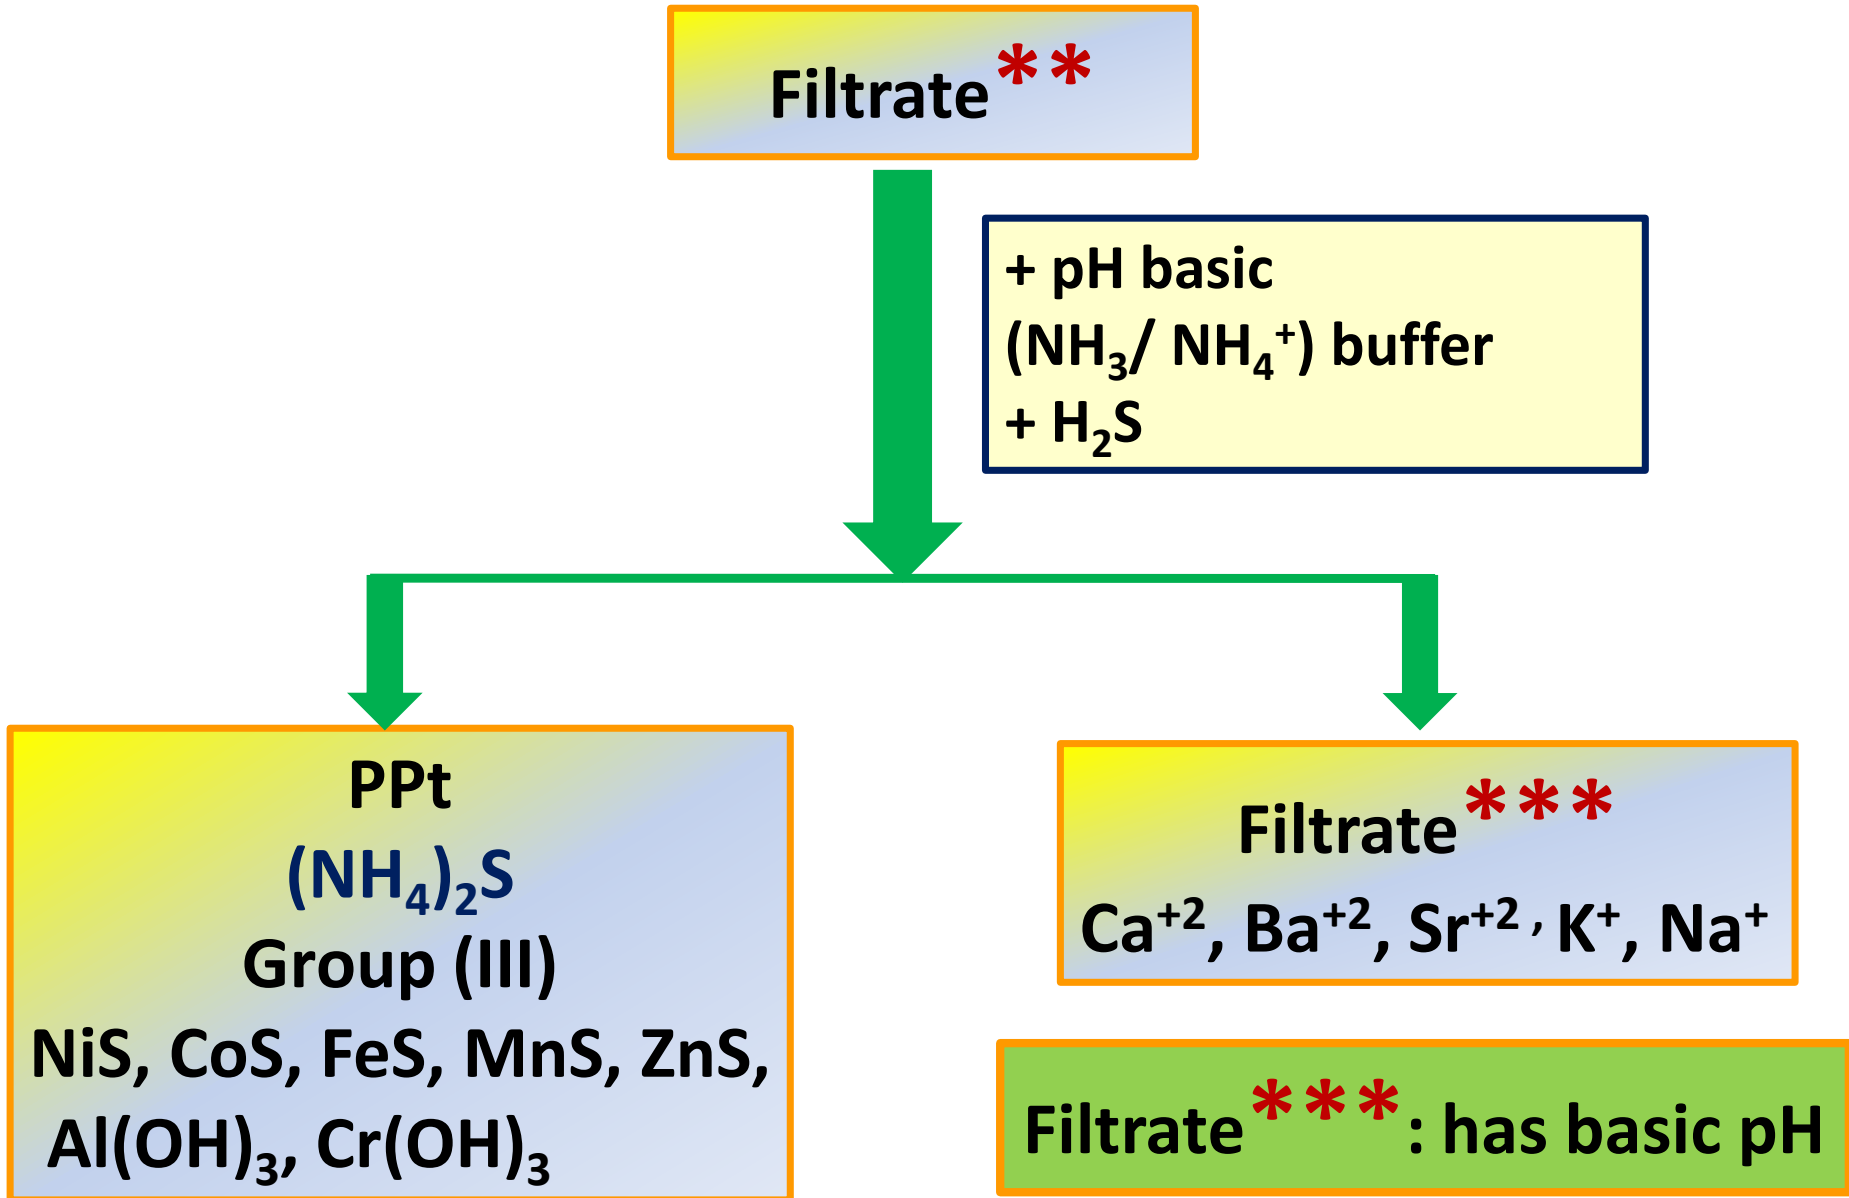 Filtrate**
+ pH basic
(NH₃/ NH₄⁺) buffer
+ H₂S
PPt
(NH₄)₂S
Group (III)
NiS, CoS, FeS, MnS, ZnS,
Al(OH)₃, Cr(OH)₃
Filtrate***
Ca⁺², Ba⁺², Sr⁺² ʼ K⁺, Na⁺
Filtrate***: has basic pH